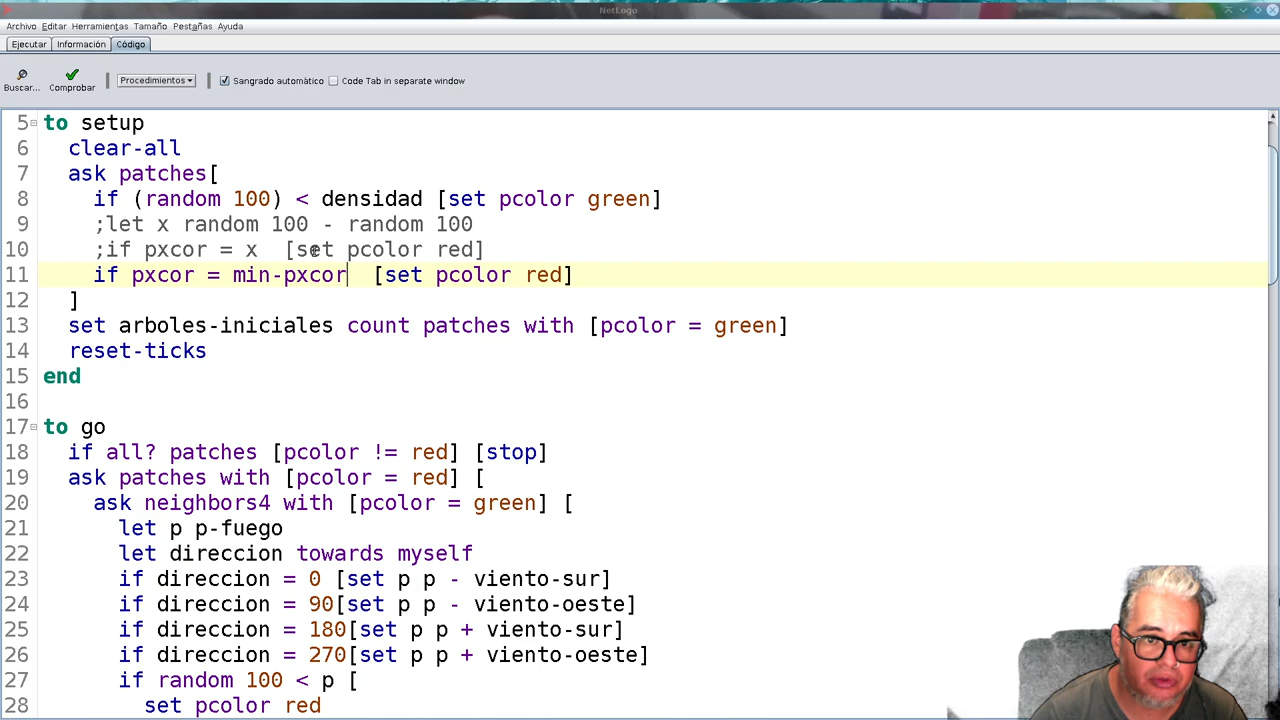 NetLogo
Archivo Editar Herramientas Tamaño Pestañas Ayuda
Ejecutar Información Código
Buscar... Comprobar Procedimientos Sangrado automático Code Tab in separate window
5 to setup
6 clear-all
7 ask patches[
8 if (random 100) < densidad [set pcolor green]
9 ;let x random 100 - random 100
10 ;if pxcor = x [set pcolor red]
11 if pxcor = min-pxcor [set pcolor red]
12 ]
13 set arboles-iniciales count patches with [pcolor = green]
14 reset-ticks
15 end
16
17 to go
18 if all? patches [pcolor != red] [stop]
19 ask patches with [pcolor = red] [
20 ask neighbors4 with [pcolor = green] [
21 let p p-fuego
22 let direccion towards myself
23 if direccion = 0 [set p p - viento-sur]
24 if direccion = 90[set p p - viento-oeste]
25 if direccion = 180[set p p + viento-sur]
26 if direccion = 270[set p p + viento-oeste]
27 if random 100 < p [
28 set pcolor red